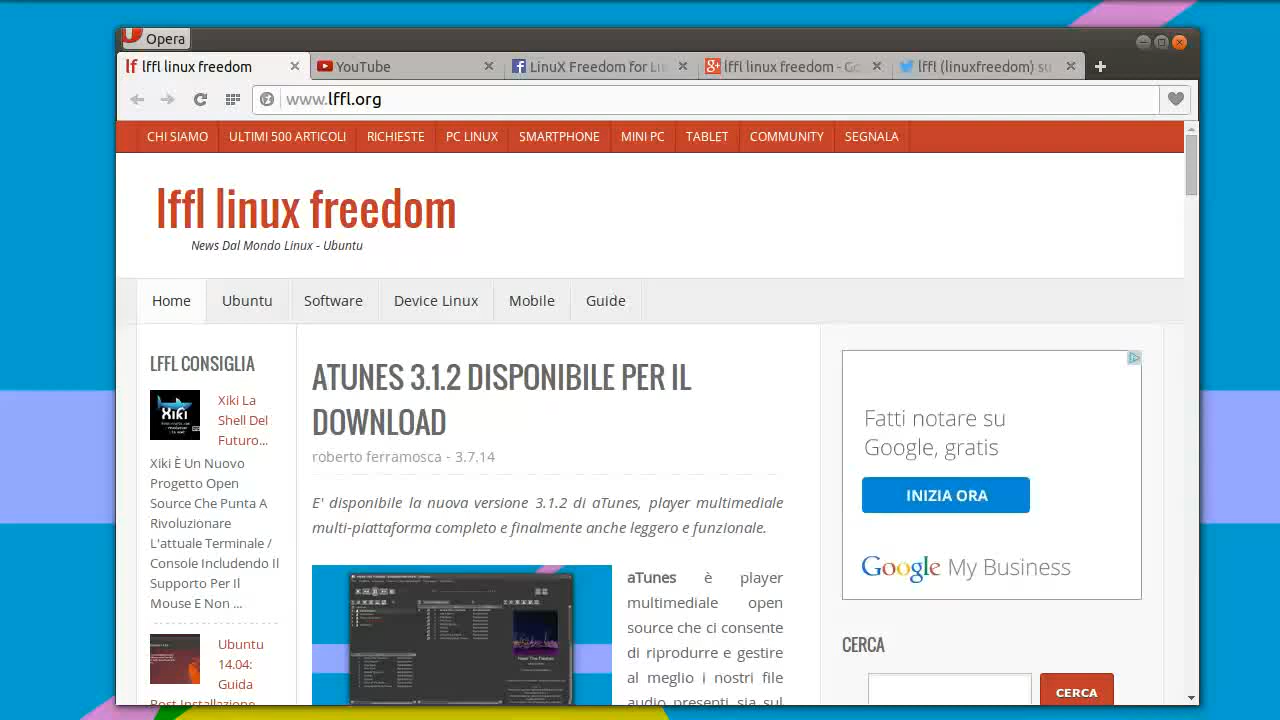 Opera
lffl linux freedom
YouTube
LinuX Freedom for Li
lffl linux freedom - Go
lffl (linuxfreedom) su
www.lffl.org
CHI SIAMO
ULTIMI 500 ARTICOLI
RICHIESTE
PC LINUX
SMARTPHONE
MINI PC
TABLET
COMMUNITY
SEGNALA
lffl linux freedom
News Dal Mondo Linux - Ubuntu
Home
Ubuntu
Software
Device Linux
Mobile
Guide
LFFL CONSIGLIA
Xiki
Xiki La
Shell Del
Futuro...
Xiki È Un Nuovo
Progetto Open
Source Che Punta A
Rivoluzionare
L'attuale Terminale /
Console Includendo Il
Supporto Per Il
Mouse E Non ...
Ubuntu
14.04:
Guida
Post Installazione
ATUNES 3.1.2 DISPONIBILE PER IL
DOWNLOAD
roberto ferramosca - 3.7.14
E' disponibile la nuova versione 3.1.2 di aTunes, player multimediale
multi-piattaforma completo e finalmente anche leggero e funzionale.
aTunes è player
multimediale open
source che ci consente
di riprodurre e gestire
al meglio i nostri file
audio presenti sia sul
Fatti notare su
Google, gratis
INIZIA ORA
Google My Business
CERCA
CERCA